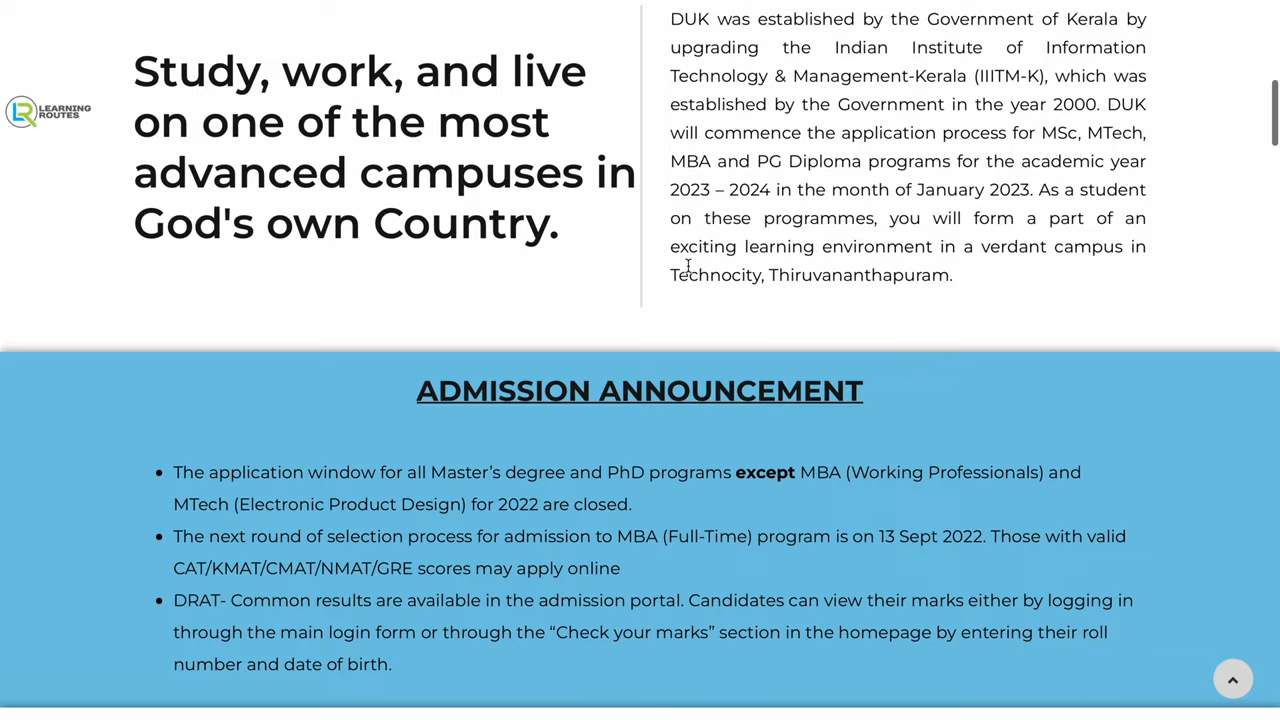 Study, work, and live
on one of the most
advanced campuses in
God's own Country.
LEARNING
ROUTES
DUK was established by the Government of Kerala by
upgrading the Indian Institute of Information
Technology & Management-Kerala (IIITM-K), which was
established by the Government in the year 2000. DUK
will commence the application process for MSc, MTech,
MBA and PG Diploma programs for the academic year
2023 – 2024 in the month of January 2023. As a student
on these programmes, you will form a part of an
exciting learning environment in a verdant campus in
Technocity, Thiruvananthapuram.
ADMISSION ANNOUNCEMENT
• The application window for all Master’s degree and PhD programs except MBA (Working Professionals) and
MTech (Electronic Product Design) for 2022 are closed.
• The next round of selection process for admission to MBA (Full-Time) program is on 13 Sept 2022. Those with valid
CAT/KMAT/CMAT/NMAT/GRE scores may apply online
• DRAT- Common results are available in the admission portal. Candidates can view their marks either by logging in
through the main login form or through the “Check your marks” section in the homepage by entering their roll
number and date of birth.